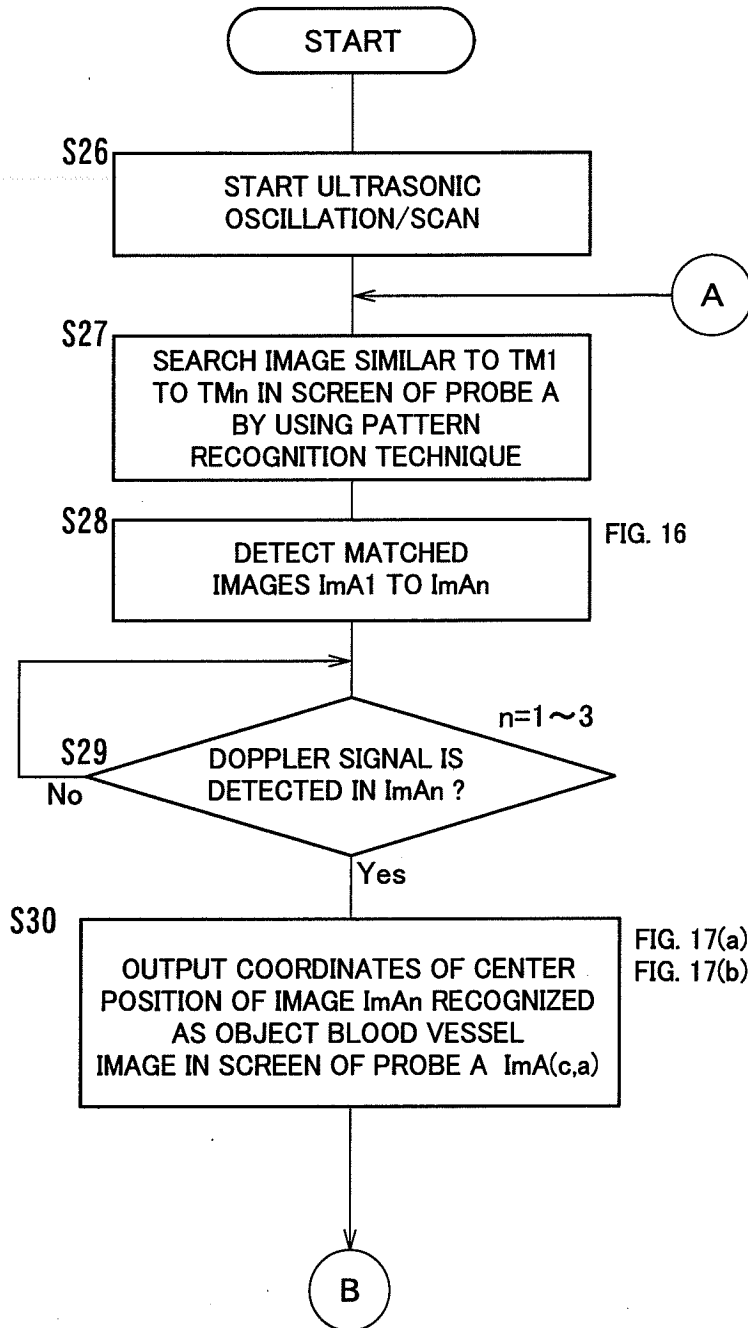 START
S26
START ULTRASONIC
OSCILLATION/SCAN
A
S27
SEARCH IMAGE SIMILAR TO TM1
TO TMn IN SCREEN OF PROBE A
BY USING PATTERN
RECOGNITION TECHNIQUE
S28
FIG. 16
DETECT MATCHED
IMAGES ImA1 TO ImAn
n=1～3
S29
DOPPLER SIGNAL IS
DETECTED IN ImAn ?
No
Yes
S30
FIG. 17(a)
FIG. 17(b)
OUTPUT COORDINATES OF CENTER
POSITION OF IMAGE ImAn RECOGNIZED
AS OBJECT BLOOD VESSEL
IMAGE IN SCREEN OF PROBE A ImA(c,a)
B